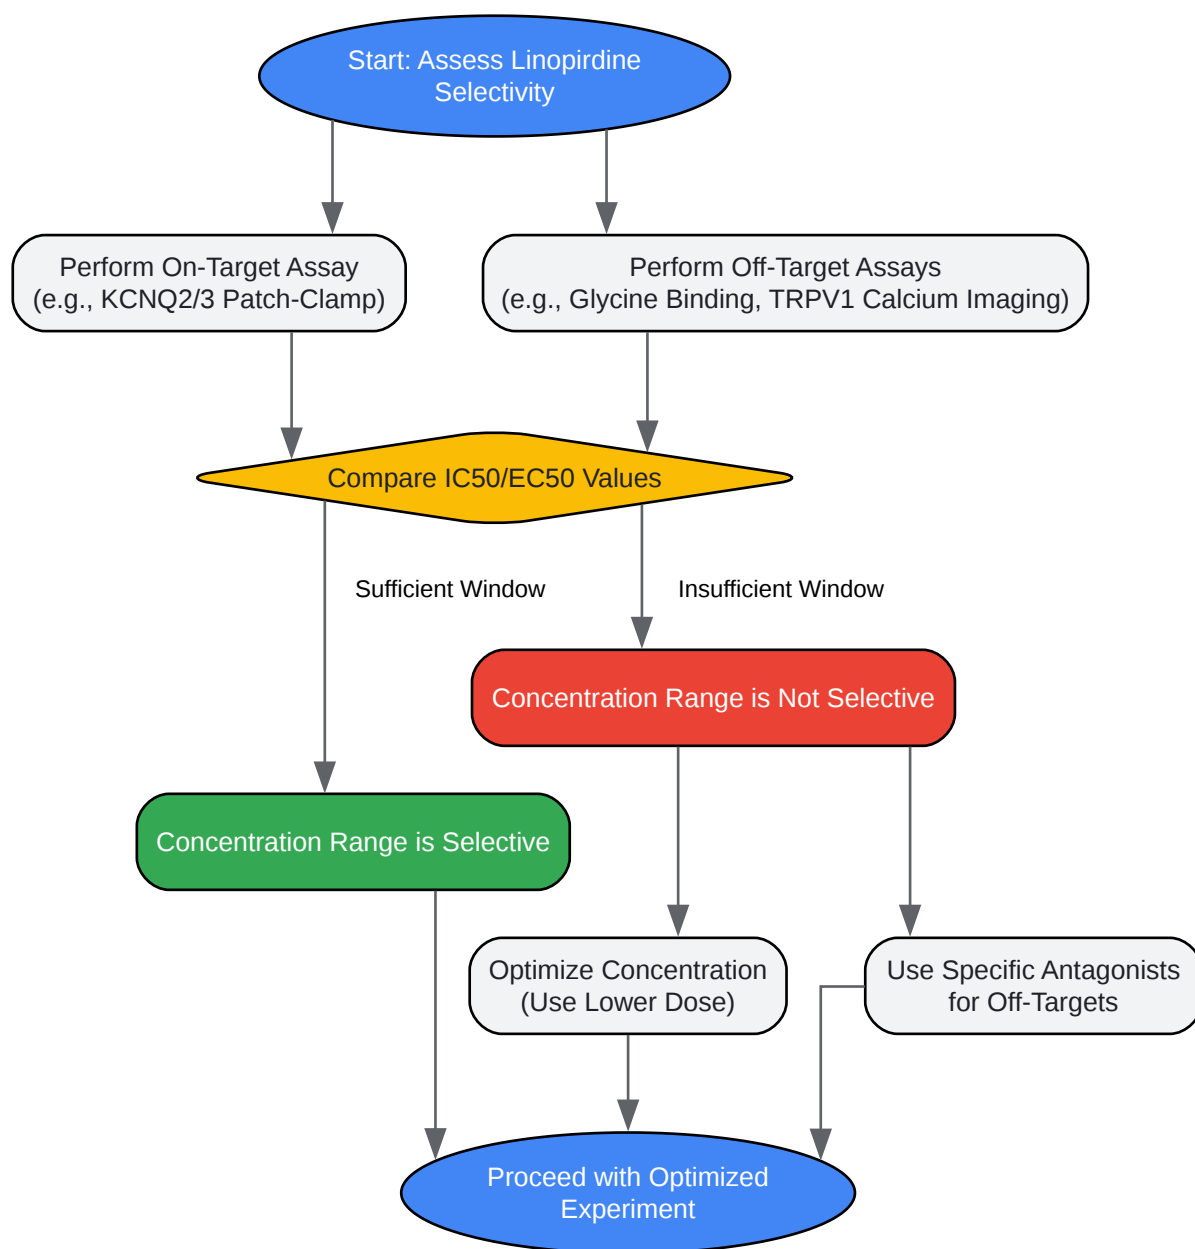 Start: Assess Linopirdine
Selectivity
Perform On-Target Assay
(e.g., KCNQ2/3 Patch-Clamp)
Perform Off-Target Assays
(e.g., Glycine Binding, TRPV1 Calcium Imaging)
Compare IC50/EC50 Values
Sufficient Window
Insufficient Window
Concentration Range is Not Selective
Concentration Range is Selective
Optimize Concentration
(Use Lower Dose)
Use Specific Antagonists
for Off-Targets
Proceed with Optimized
Experiment